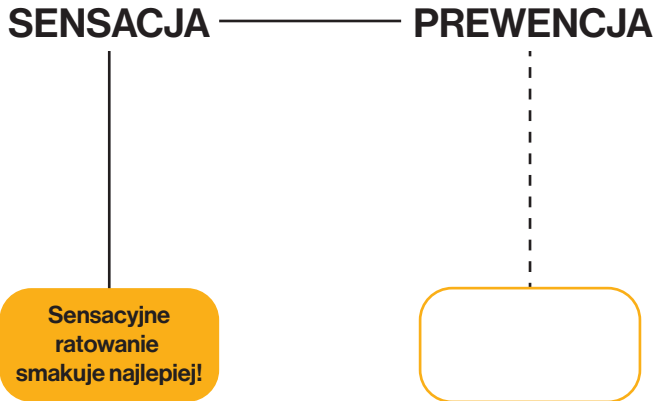 SENSACJA PREWENCJA
Sensacyjne
ratowanie
smakuje najlepiej!